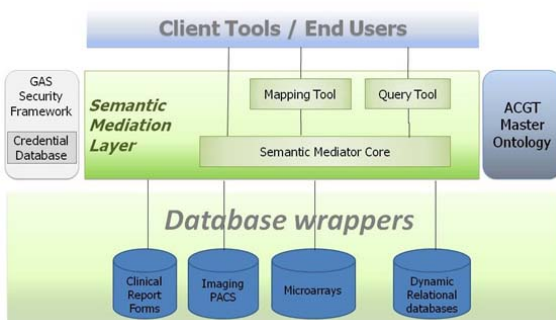 Client Tools / End Users
GAS
Security
Framework
Credential
Database
Semantic
Mediation
Layer
Mapping Tool
Query Tool
Semantic Mediator Core
ACGT
Master
Ontology
Database wrappers
Clinical
Report
Forms
Imaging
PACS
Microarrays
Dynamic
Relational
databases